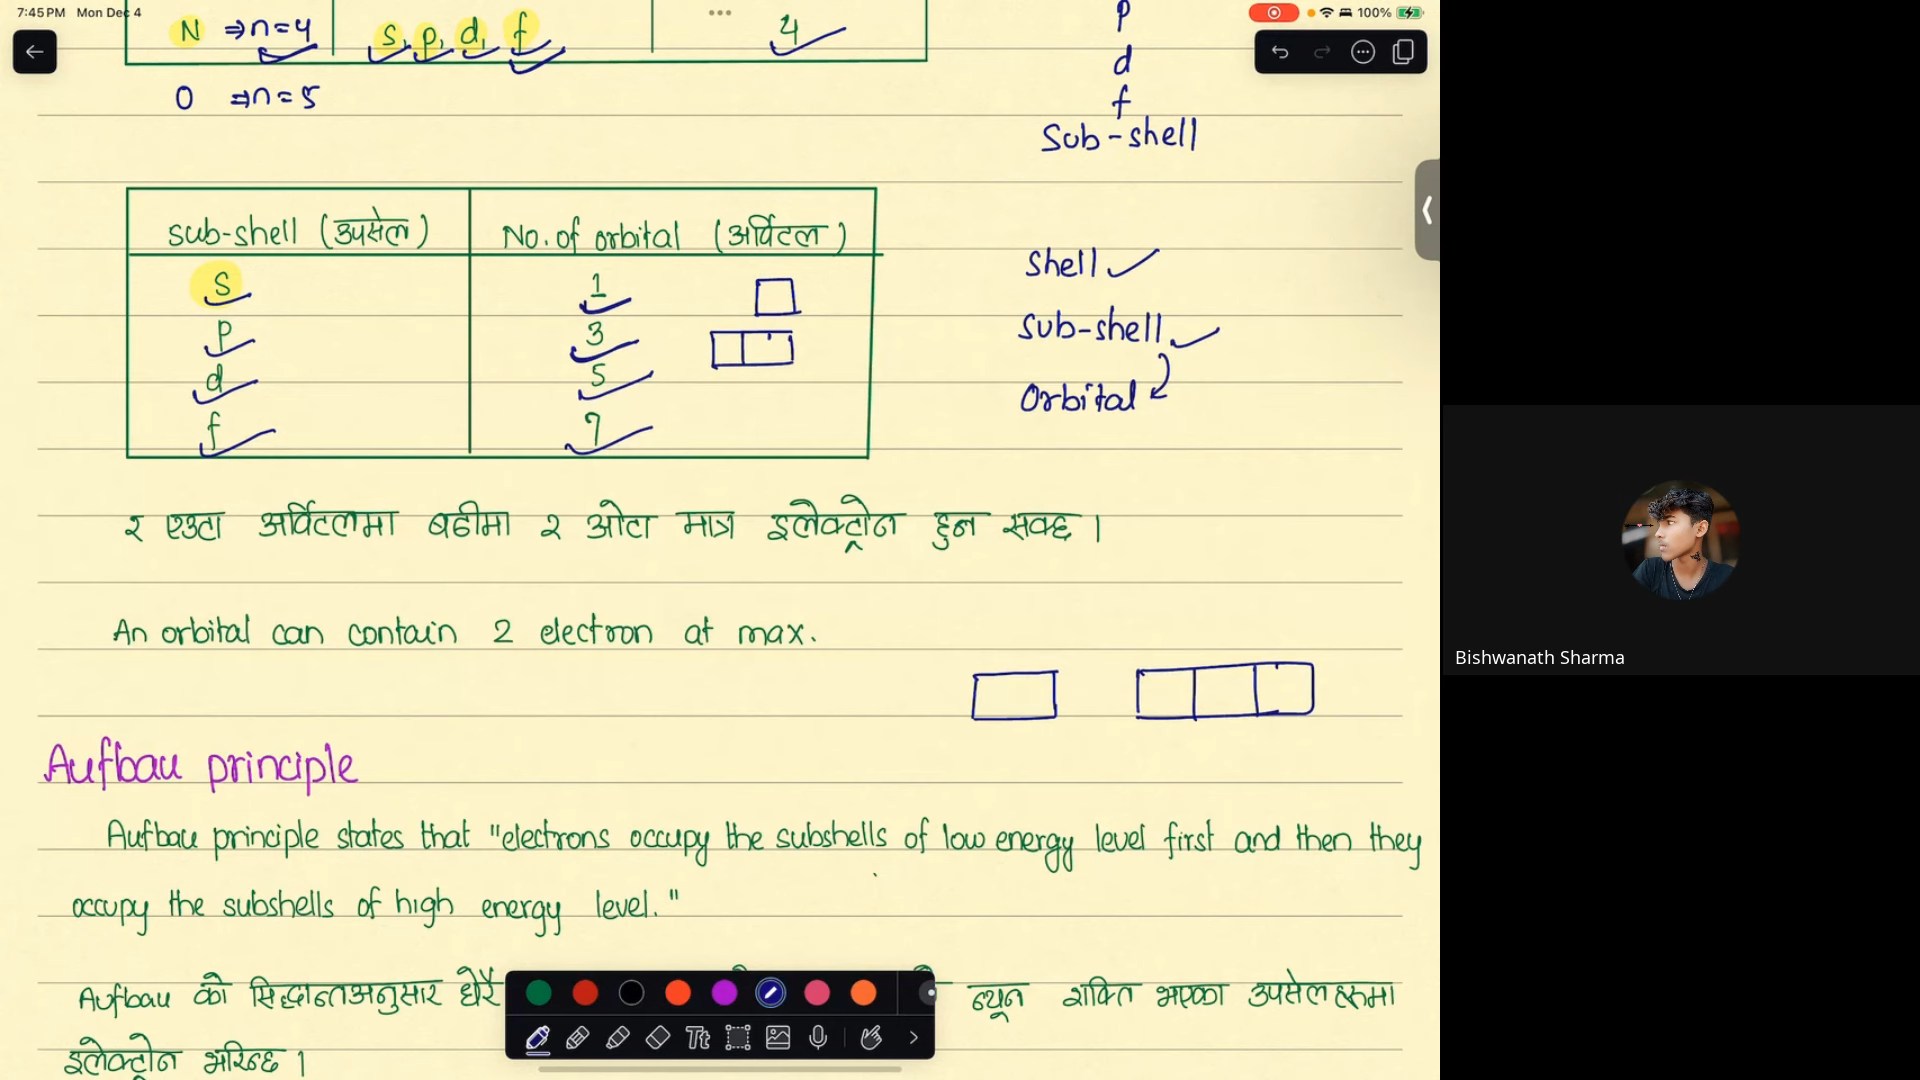 7:45 PM Mon Dec 4
100%
N ⇒n=4 s, p, d, f 4
O ⇒n=5
p
d
f
Sub-shell
sub-shell (उपसेल) No. of orbital (अर्विटल)
s 1
p 3
d 5
f 7
Shell
Sub-shell
Orbital
१ एउटा अर्विटलमा बढीमा २ ओटा मात्र इलेक्ट्रोन हुन सक्छ ।
An orbital can contain 2 electron at max.
Aufbau principle
Aufbau principle states that "electrons occupy the subshells of low energy level first and then they
occupy the subshells of high energy level."
Aufbau को सिद्धान्तअनुसार न्यून शक्ति भएका उपसेलहरुमा
इलेक्ट्रोन भरिन्छ ।
Tt
Bishwanath Sharma